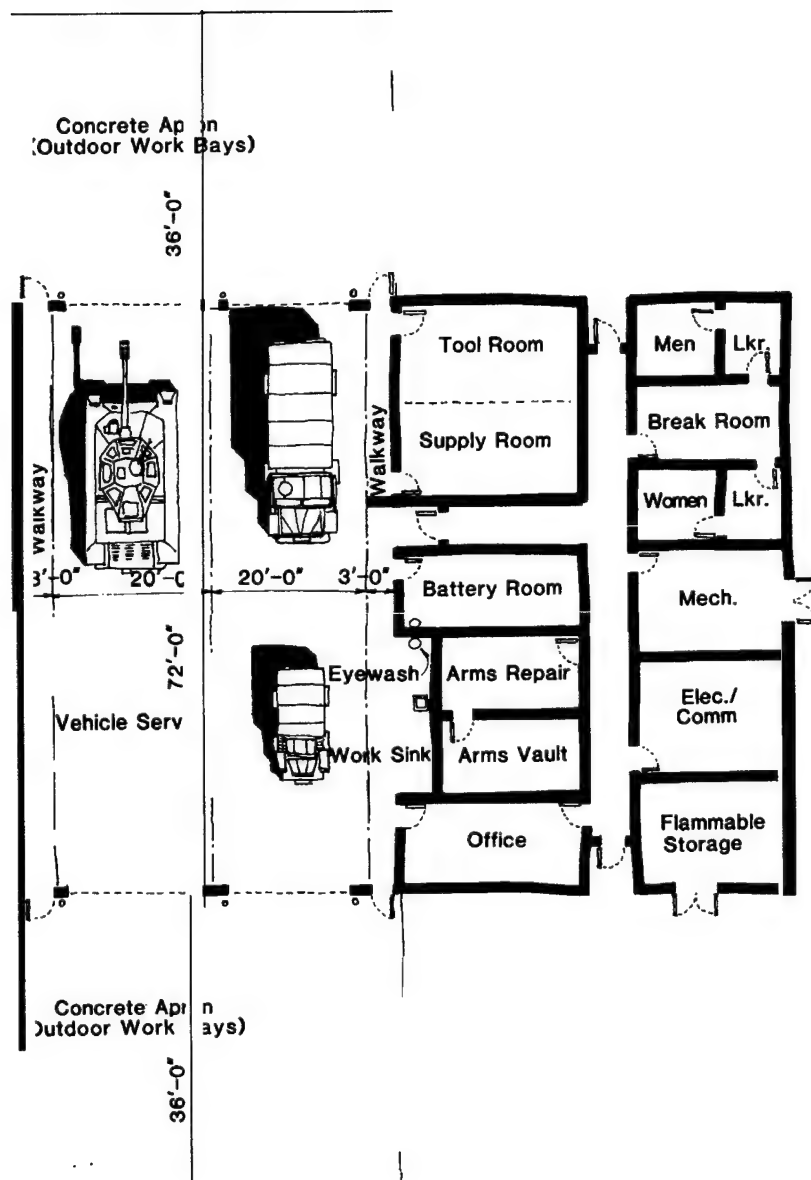 Concrete Ap n
(Outdoor Work Bays)
36'-0"
Tool Room
Men
Lkr.
Break Room
Supply Room
Walkway
Walkway
Women
Lkr.
3'-0"
20'-0
20'-0"
3'-0"
Battery Room
Mech.
72'-0"
Eyewash
Arms Repair
Elec./
Comm
Vehicle Serv
Work Sink
Arms Vault
Office
Flammable
Storage
Concrete Apr n
Outdoor Work ays)
36'-0"